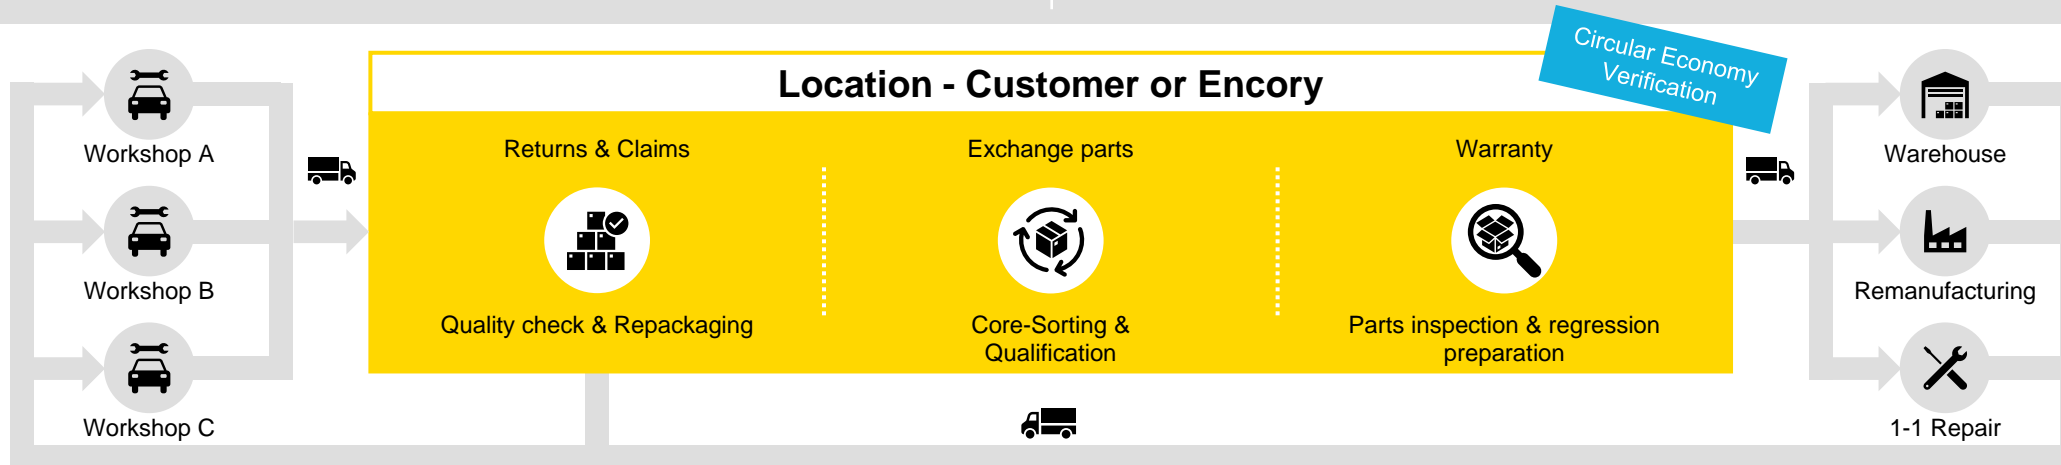 Location - Customer or Encory
Circular Economy
Verification
Workshop A
Workshop B
Workshop C
Returns & Claims
Quality check & Repackaging
Exchange parts
Core-Sorting &
Qualification
Warranty
Parts inspection & regression
preparation
Warehouse
Remanufacturing
1-1 Repair